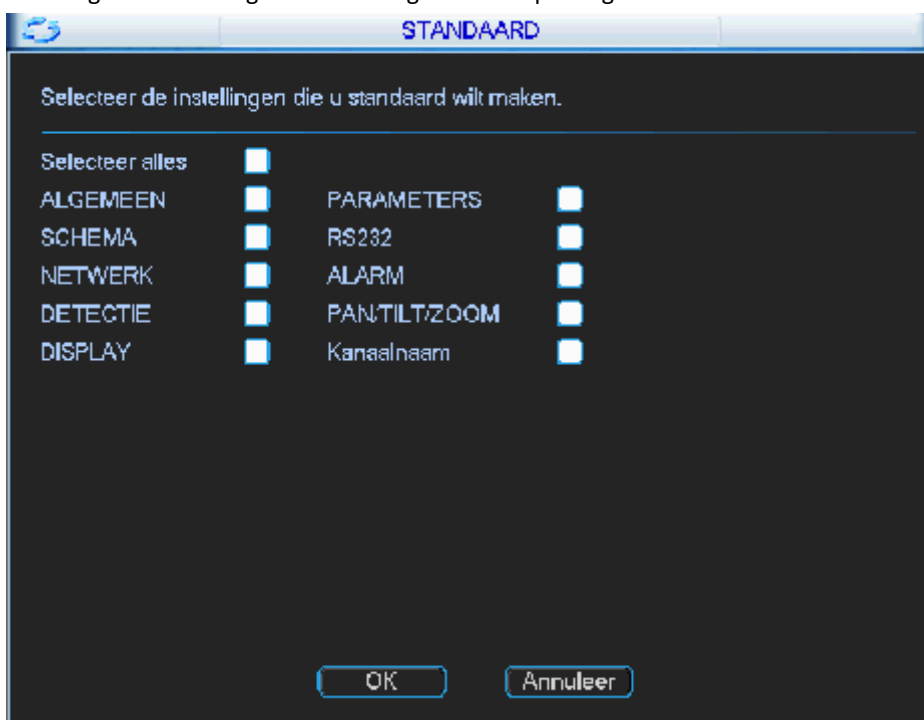 STANDAARD
Selecteer de instellingen die u standaard wilt maken.
Selecteer alles
ALGEMEEN PARAMETERS
SCHEMA RS232
NETWERK ALARM
DETECTIE PAN/TILT/ZOOM
DISPLAY Kanaalnaam
OK Annuleer